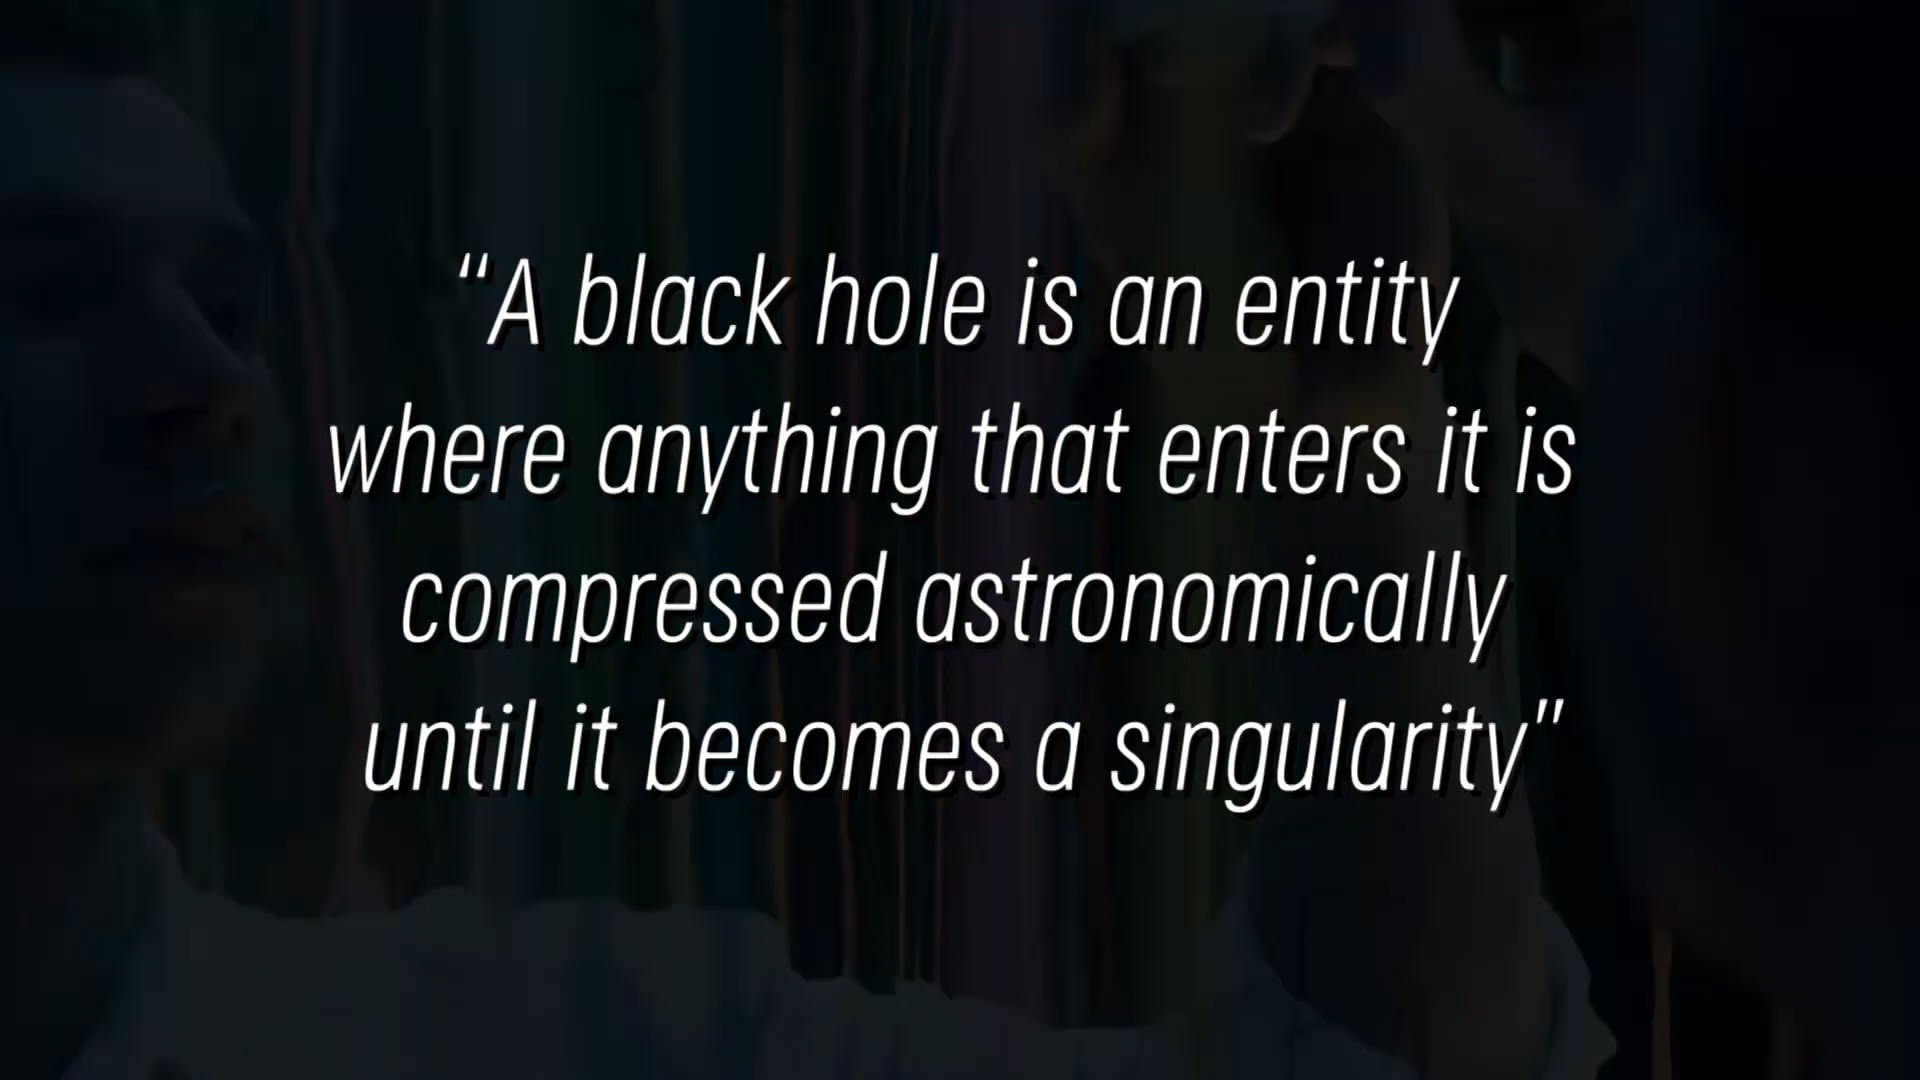 “A black hole is an entity
where anything that enters it is
compressed astronomically
until it becomes a singularity”